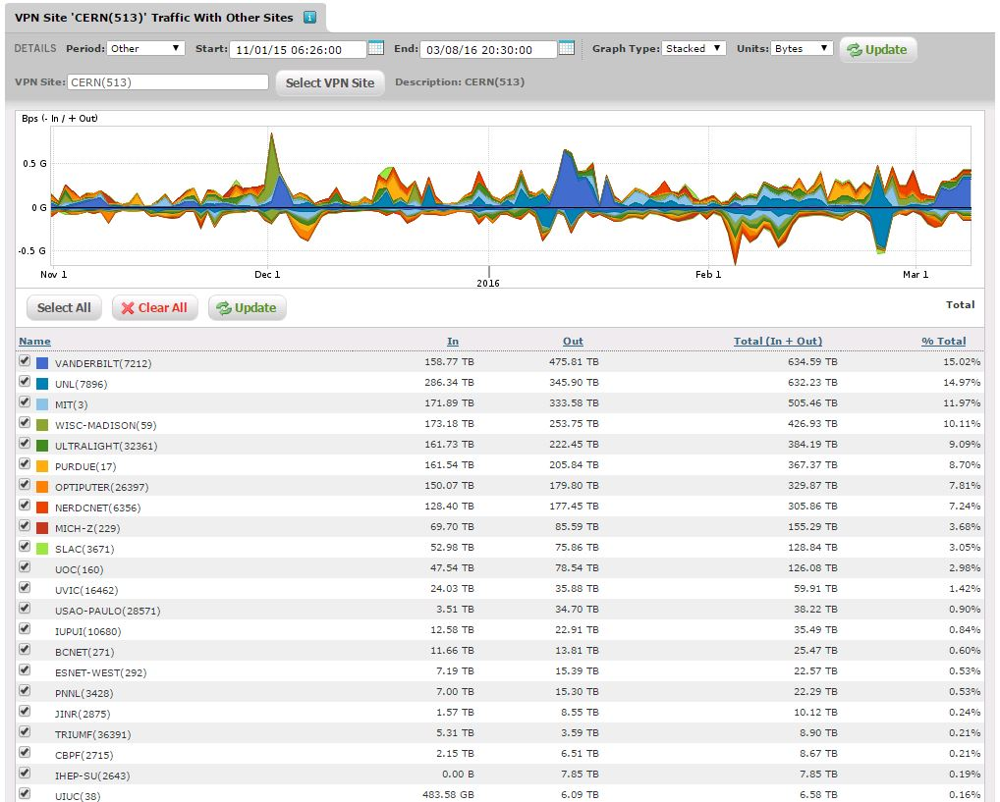 VPN Site 'CERN(513)' Traffic With Other Sites i
DETAILS Period: Other Start: 11/01/15 06:26:00 End: 03/08/16 20:30:00 Graph Type: Stacked Units: Bytes Update
VPN Site: CERN(513) Select VPN Site Description: CERN(513)
Bps (- In / + Out)
0.5 G
0 G
-0.5 G
Nov 1 Dec 1 2016 Feb 1 Mar 1
Select All Clear All Update Total
Name In Out Total (In + Out) % Total
VANDERBILT(7212) 158.77 TB 475.81 TB 634.59 TB 15.02%
UNL(7896) 286.34 TB 345.90 TB 632.23 TB 14.97%
MIT(3) 171.89 TB 333.58 TB 505.46 TB 11.97%
WISC-MADISON(59) 173.18 TB 253.75 TB 426.93 TB 10.11%
ULTRALIGHT(32361) 161.73 TB 222.45 TB 384.19 TB 9.09%
PURDUE(17) 161.54 TB 205.84 TB 367.37 TB 8.70%
OPTIPUTER(26397) 150.07 TB 179.80 TB 329.87 TB 7.81%
NERDCNET(6356) 128.40 TB 177.45 TB 305.86 TB 7.24%
MICH-Z(229) 69.70 TB 85.59 TB 155.29 TB 3.68%
SLAC(3671) 52.98 TB 75.86 TB 128.84 TB 3.05%
UOC(160) 47.54 TB 78.54 TB 126.08 TB 2.98%
UVIC(16462) 24.03 TB 35.88 TB 59.91 TB 1.42%
USAO-PAULO(28571) 3.51 TB 34.70 TB 38.22 TB 0.90%
IUPUI(10680) 12.58 TB 22.91 TB 35.49 TB 0.84%
BCNET(271) 11.66 TB 13.81 TB 25.47 TB 0.60%
ESNET-WEST(292) 7.19 TB 15.39 TB 22.57 TB 0.53%
PNNL(3428) 7.00 TB 15.30 TB 22.29 TB 0.53%
JINR(2875) 1.57 TB 8.55 TB 10.12 TB 0.24%
TRIUMF(36391) 5.31 TB 3.59 TB 8.90 TB 0.21%
CBPF(2715) 2.15 TB 6.51 TB 8.67 TB 0.21%
IHEP-SU(2643) 0.00 B 7.85 TB 7.85 TB 0.19%
UIUC(38) 483.58 GB 6.09 TB 6.58 TB 0.16%